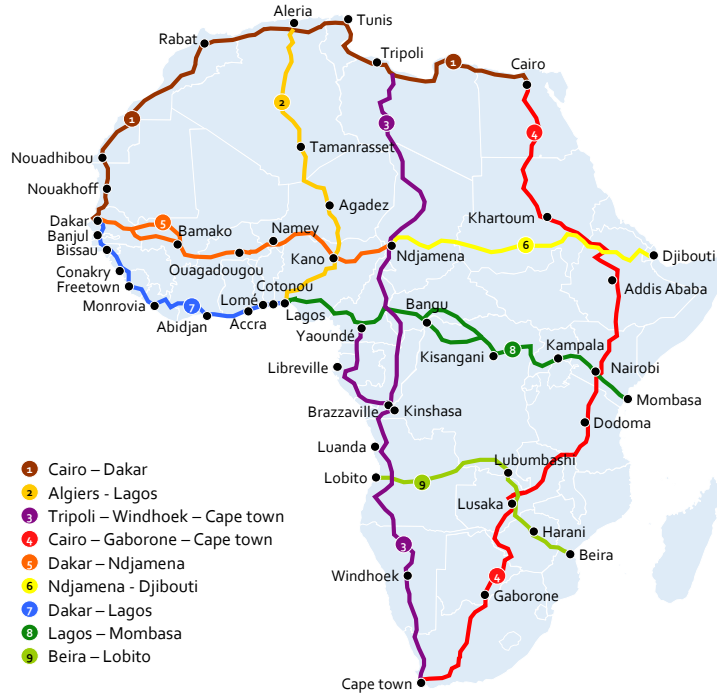 Aleria
Tunis
Rabat
Tripoli
1
Cairo
2
1
3
4
Tamanrasset
Nouadhibou
Nouakhoff
Agadez
Khartoum
Dakar
5
Bamako
Namey
Banjul
Bissau
6
Ndjamena
Djibouti
Kano
Ouagadougou
Conakry
Freetown
Cotonou
Addis Ababa
Lomé
Monrovia
7
Lagos
Bangu
Abidjan
Accra
Yaoundé
Kampala
8
Kisangani
Libreville
Nairobi
Mombasa
Brazzaville
Kinshasa
Dodoma
Luanda
Lubumbashi
Lobito
9
Lusaka
Harani
3
Beira
Windhoek
4
Gaborone
Cape town
1 Cairo – Dakar
2 Algiers - Lagos
3 Tripoli – Windhoek – Cape town
4 Cairo – Gaborone – Cape town
5 Dakar – Ndjamena
6 Ndjamena - Djibouti
7 Dakar – Lagos
8 Lagos – Mombasa
9 Beira – Lobito